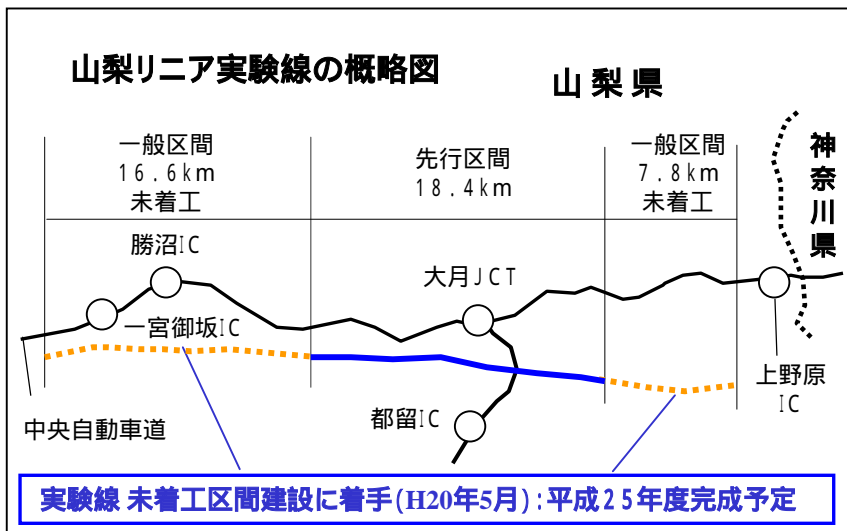 山梨リニア実験線の概略図
山梨県
一般区間
16.6km
未着工
先行区間
18.4km
一般区間
7.8km
未着工
神奈川県
勝沼IC
大月JCT
一宮御坂IC
上野原
IC
中央自動車道
都留IC
実験線 未着工区間建設に着手(H20年5月):平成25年度完成予定